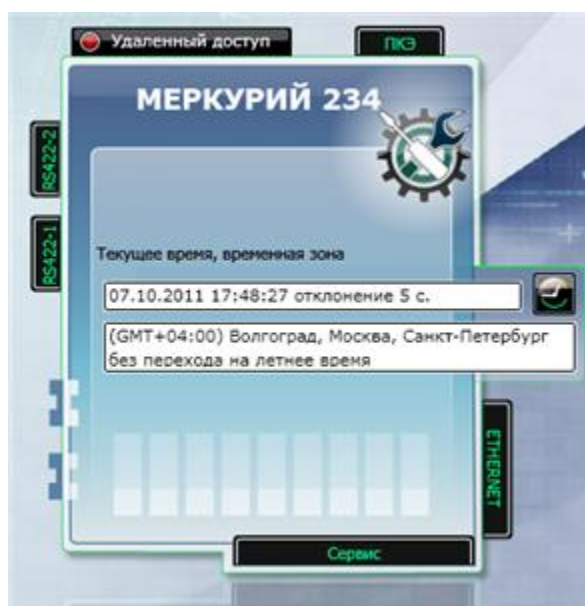 Удаленный доступ
ПКЭ
МЕРКУРИЙ 234
RS422-2
RS422-1
Текущее время, временная зона
07.10.2011 17:48:27 отклонение 5 с.
(GMT+04:00) Волгоград, Москва, Санкт-Петербург
без перехода на летнее время
ETHERNET
Сервис